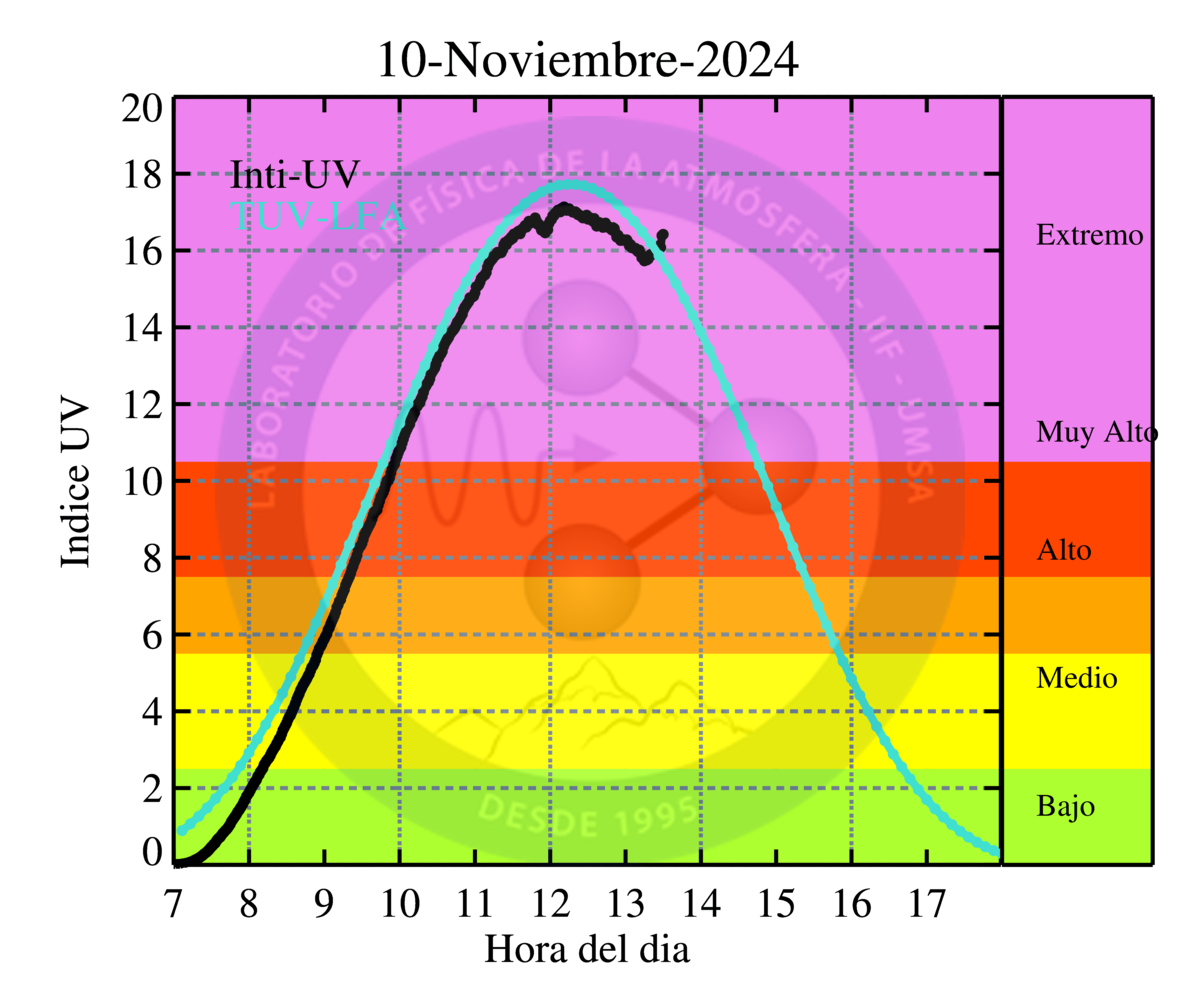 10-Noviembre-2024
20
18
16
14
12
10
8
6
4
2
0
Indice UV
Inti-UV
TUV-LFA
LABORATORIO DE FÍSICA DE LA ATMÓSFERA - IIF - UMSA
DESDE 1995
Extremo
Muy Alto
Alto
Medio
Bajo
7 8 9 10 11 12 13 14 15 16 17
Hora del dia